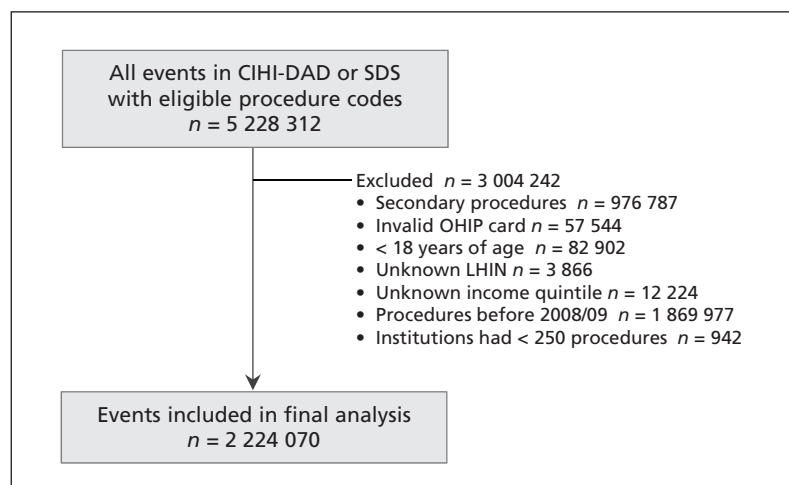 All events in CIHI-DAD or SDS
with eligible procedure codes
n = 5 228 312
Excluded n = 3 004 242
• Secondary procedures n = 976 787
• Invalid OHIP card n = 57 544
• < 18 years of age n = 82 902
• Unknown LHIN n = 3 866
• Unknown income quintile n = 12 224
• Procedures before 2008/09 n = 1 869 977
• Institutions had < 250 procedures n = 942
Events included in final analysis
n = 2 224 070